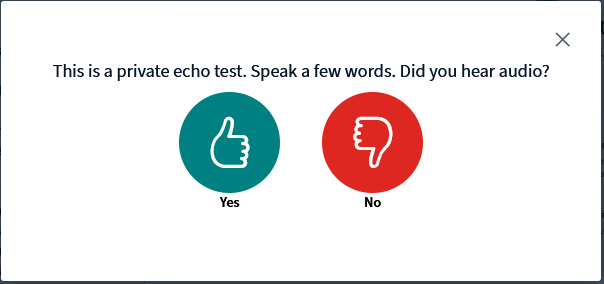 This is a private echo test. Speak a few words. Did you hear audio?
Yes
No